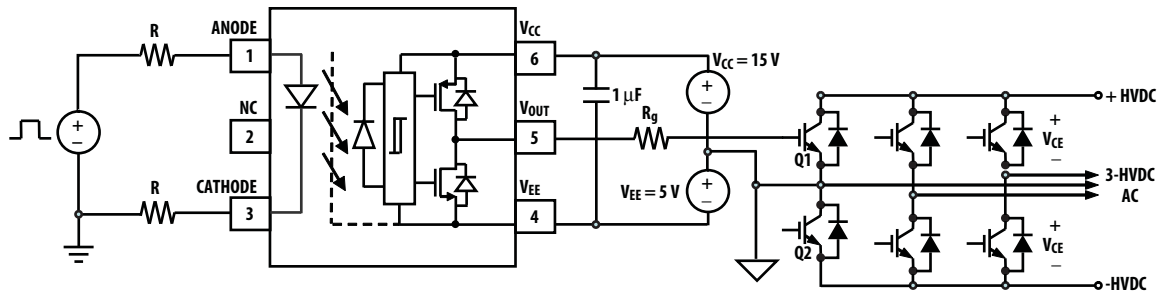 R
ANODE
1
NC
2
R
CATHODE
3
+
–
VCC
6
VOUT
5
VEE
4
1 μF
VCC = 15 V
+
–
Rg
VEE = 5 V
+
–
Q1
Q2
+ HVDC
+
VCE
–
3-HVDC
AC
+
VCE
–
-HVDC